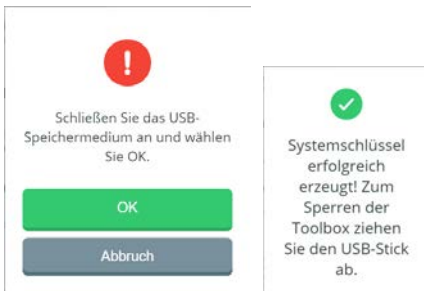 Schließen Sie das USB-
Speichermedium an und wählen
Sie OK.
OK
Abbruch
Systemschlüssel
erfolgreich
erzeugt! Zum
Sperren der
Toolbox ziehen
Sie den USB-Stick
ab.